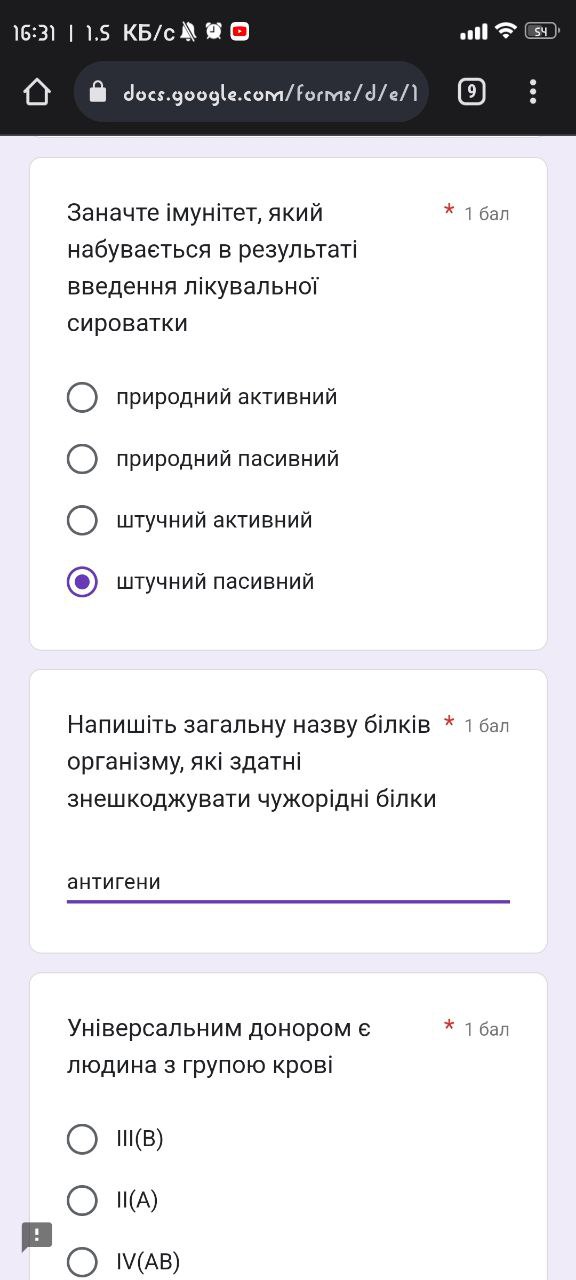 16:31 | 1.5 КБ/с
54
docs.google.com/forms/d/e/1
9
Заначте імунітет, який
набувається в результаті
введення лікувальної
сироватки
* 1 бал
природний активний
природний пасивний
штучний активний
штучний пасивний
Напишіть загальну назву білків
організму, які здатні
знешкоджувати чужорідні білки
* 1 бал
антигени
Універсальним донором є
людина з групою крові
* 1 бал
III(B)
II(A)
IV(AB)